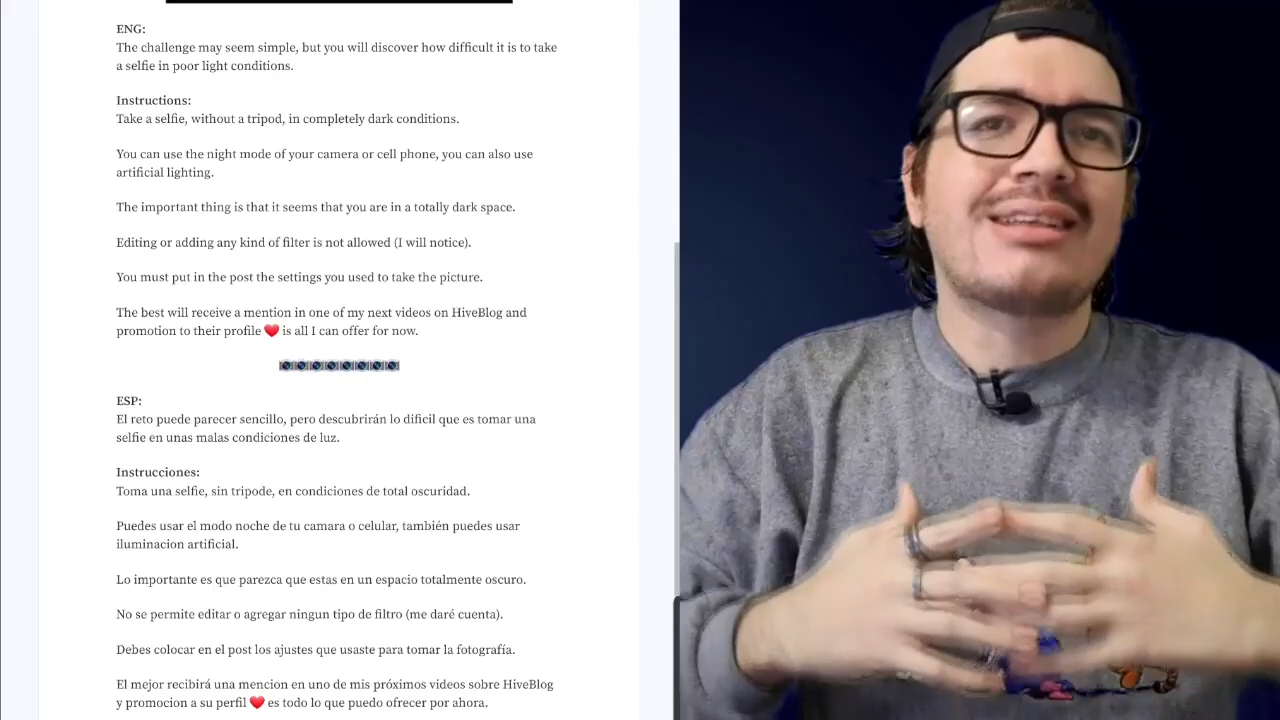 ENG:
The challenge may seem simple, but you will discover how difficult it is to take
a selfie in poor light conditions.
Instructions:
Take a selfie, without a tripod, in completely dark conditions.
You can use the night mode of your camera or cell phone, you can also use
artificial lighting.
The important thing is that it seems that you are in a totally dark space.
Editing or adding any kind of filter is not allowed (I will notice).
You must put in the post the settings you used to take the picture.
The best will receive a mention in one of my next videos on HiveBlog and
promotion to their profile ❤️ is all I can offer for now.
ESP:
El reto puede parecer sencillo, pero descubrirán lo dificil que es tomar una
selfie en unas malas condiciones de luz.
Instrucciones:
Toma una selfie, sin tripode, en condiciones de total oscuridad.
Puedes usar el modo noche de tu camara o celular, también puedes usar
iluminacion artificial.
Lo importante es que parezca que estas en un espacio totalmente oscuro.
No se permite editar o agregar ningun tipo de filtro (me daré cuenta).
Debes colocar en el post los ajustes que usaste para tomar la fotografía.
El mejor recibirá una mencion en uno de mis próximos videos sobre HiveBlog
y promocion a su perfil ❤️ es todo lo que puedo ofrecer por ahora.